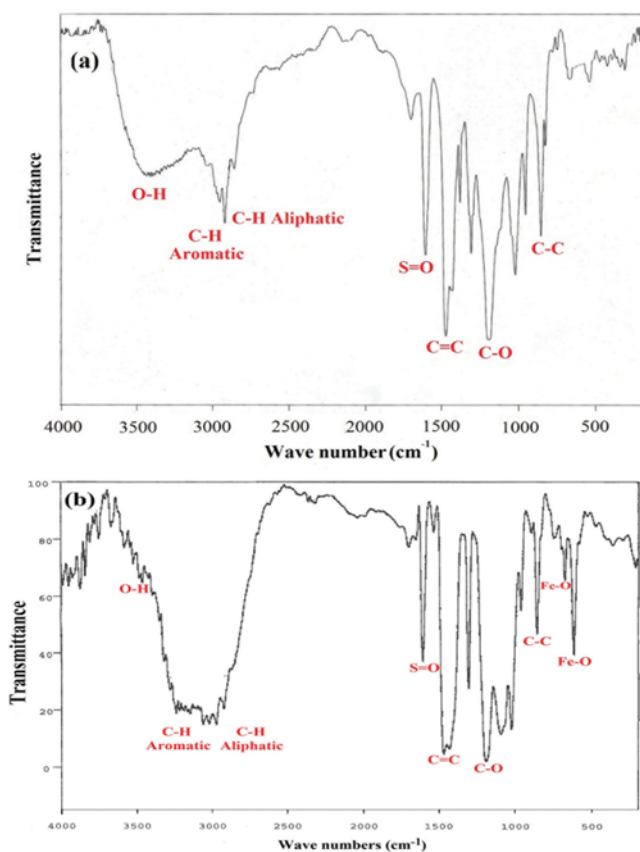 (a)
O-H
C-H Aliphatic
C-H
Aromatic
S=O
C=C
C-O
C-C
Transmittance
4000 3500 3000 2500 2000 1500 1000 500
Wave number (cm-1)
(b)
100
80
60
40
20
0
O-H
C-H
Aromatic
C-H
Aliphatic
S=O
C=C
C-O
C-C
Fe-O
Fe-O
Transmittance
4000 3500 3000 2500 2000 1500 1000 500
Wave numbers (cm-1)